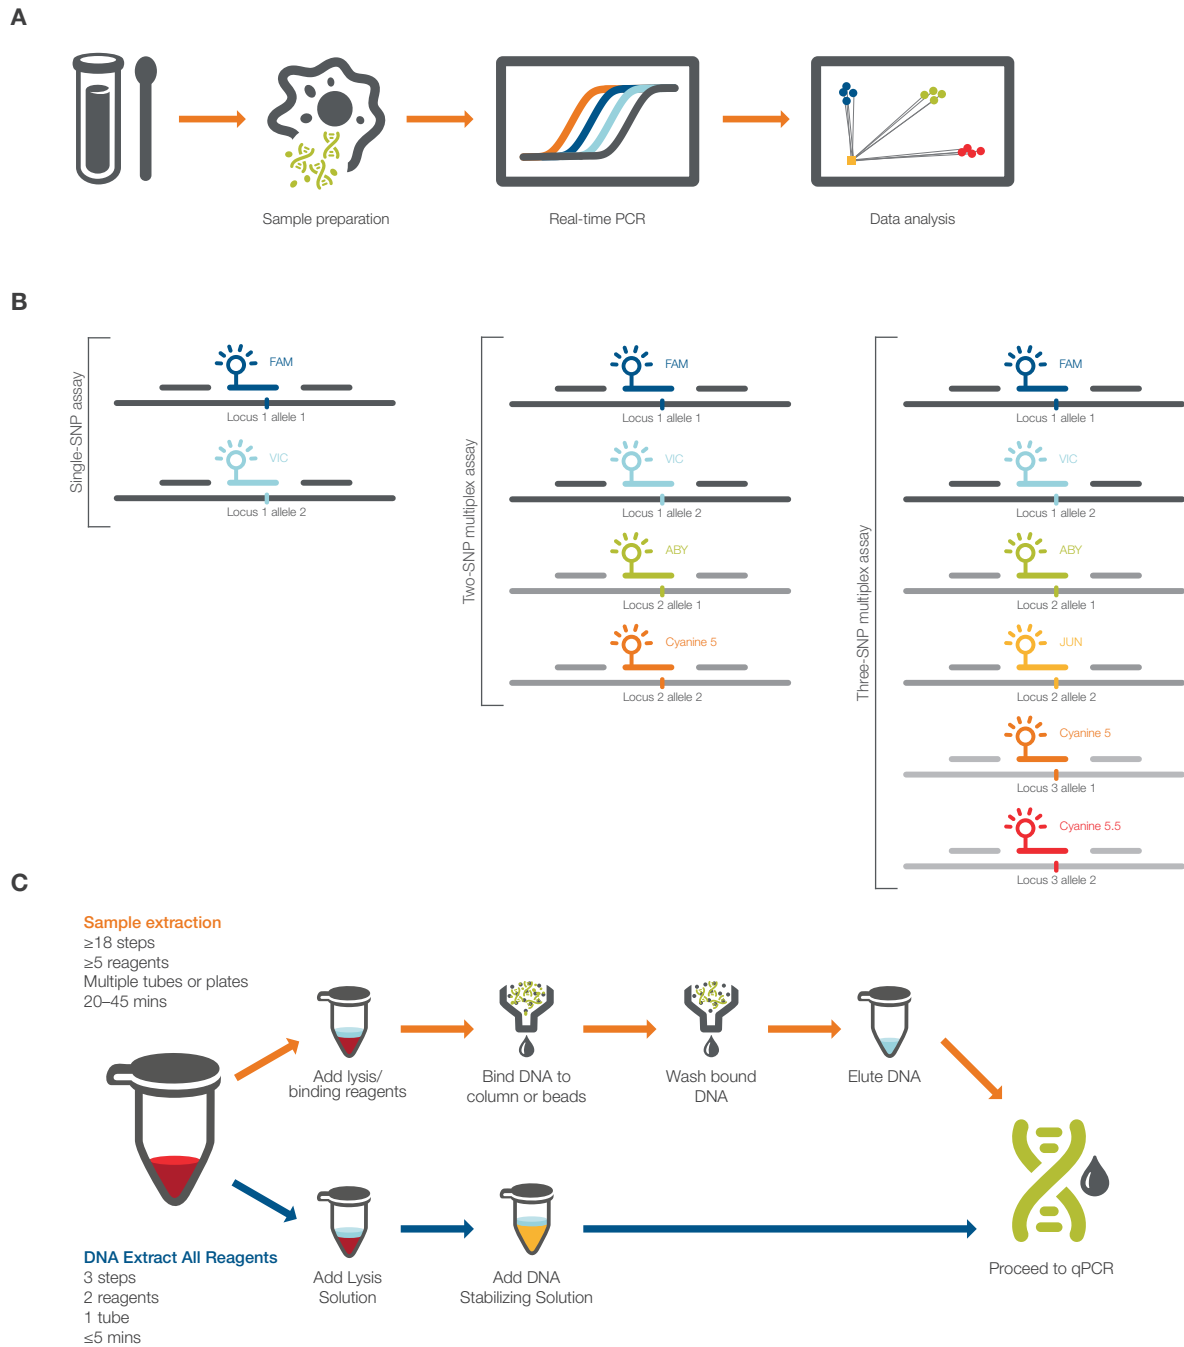 A
Sample preparation
Real-time PCR
Data analysis
B
Single-SNP assay
FAM
Locus 1 allele 1
VIC
Locus 1 allele 2
Two-SNP multiplex assay
FAM
Locus 1 allele 1
VIC
Locus 1 allele 2
ABY
Locus 2 allele 1
Cyanine 5
Locus 2 allele 2
Three-SNP multiplex assay
FAM
Locus 1 allele 1
VIC
Locus 1 allele 2
ABY
Locus 2 allele 1
JUN
Locus 2 allele 2
Cyanine 5
Locus 3 allele 1
Cyanine 5.5
Locus 3 allele 2
C
Sample extraction
≥18 steps
≥5 reagents
Multiple tubes or plates
20–45 mins
Add lysis/
binding reagents
Bind DNA to
column or beads
Wash bound
DNA
Elute DNA
DNA Extract All Reagents
3 steps
2 reagents
1 tube
≤5 mins
Add Lysis
Solution
Add DNA
Stabilizing Solution
Proceed to qPCR